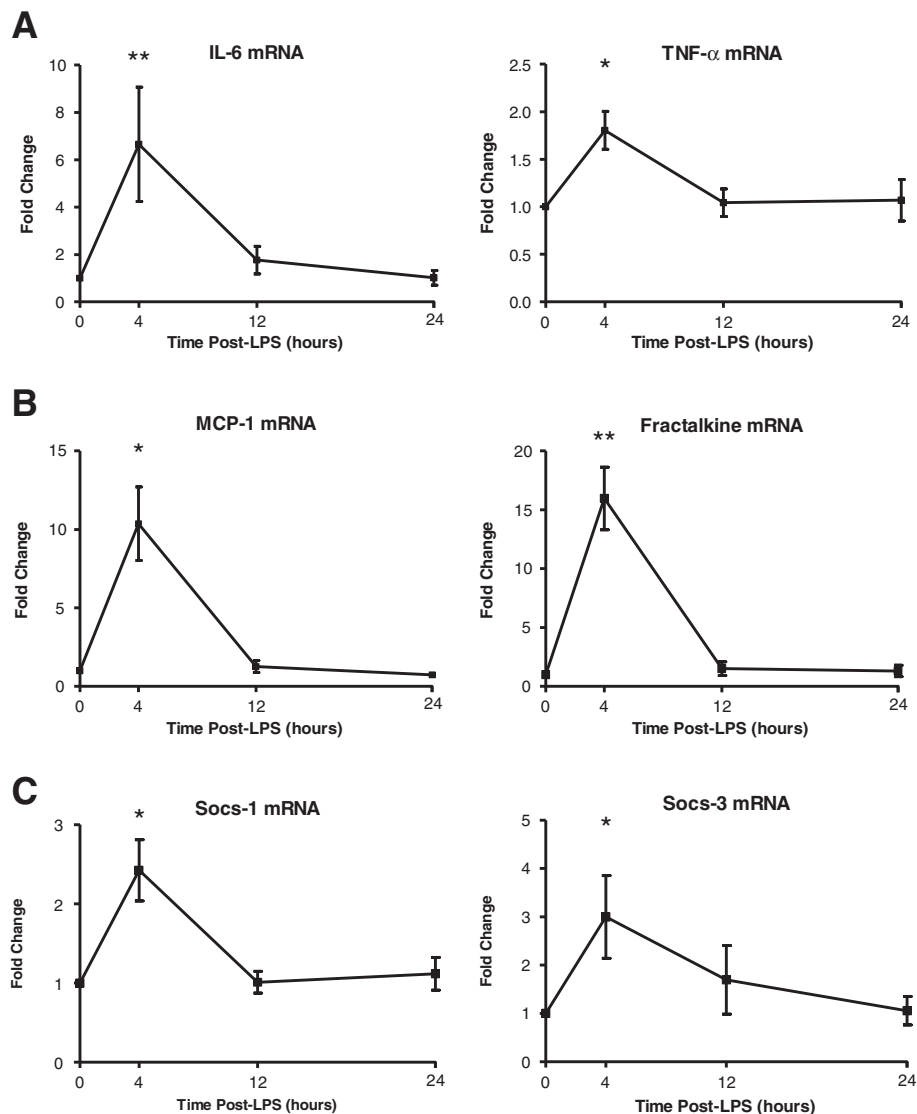 A
IL-6 mRNA
**
10
8
6
4
2
0
Fold Change
0 4 12 24
Time Post-LPS (hours)
TNF-α mRNA
*
2.5
2.0
1.5
1.0
0.5
0.0
Fold Change
0 4 12 24
Time Post-LPS (hours)
B
MCP-1 mRNA
*
15
10
5
0
Fold Change
0 4 12 24
Time Post-LPS (hours)
Fractalkine mRNA
**
20
15
10
5
0
Fold Change
0 4 12 24
Time Post-LPS (hours)
C
Socs-1 mRNA
*
3
2
1
0
Fold Change
0 4 12 24
Time Post-LPS (hours)
Socs-3 mRNA
*
5
4
3
2
1
0
Fold Change
0 4 12 24
Time Post-LPS (hours)